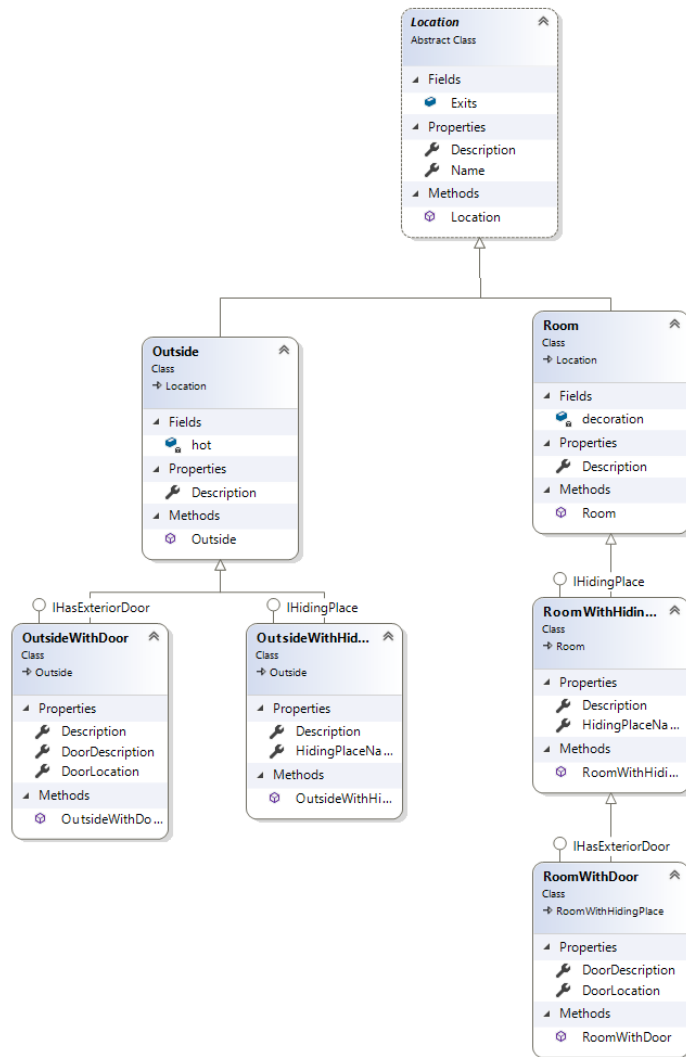 Location
Abstract Class
Fields
Exits
Properties
Description
Name
Methods
Location
Outside
Class
Location
Fields
hot
Properties
Description
Methods
Outside
Room
Class
Location
Fields
decoration
Properties
Description
Methods
Room
IHasExteriorDoor
OutsideWithDoor
Class
Outside
Properties
Description
DoorDescription
DoorLocation
Methods
OutsideWithDo...
IHidingPlace
OutsideWithHid...
Class
Outside
Properties
Description
HidingPlaceNa...
Methods
OutsideWithHi...
IHidingPlace
RoomWithHidin...
Class
Room
Properties
Description
HidingPlaceNa...
Methods
RoomWithHidi...
IHasExteriorDoor
RoomWithDoor
Class
RoomWithHidingPlace
Properties
DoorDescription
DoorLocation
Methods
RoomWithDoor